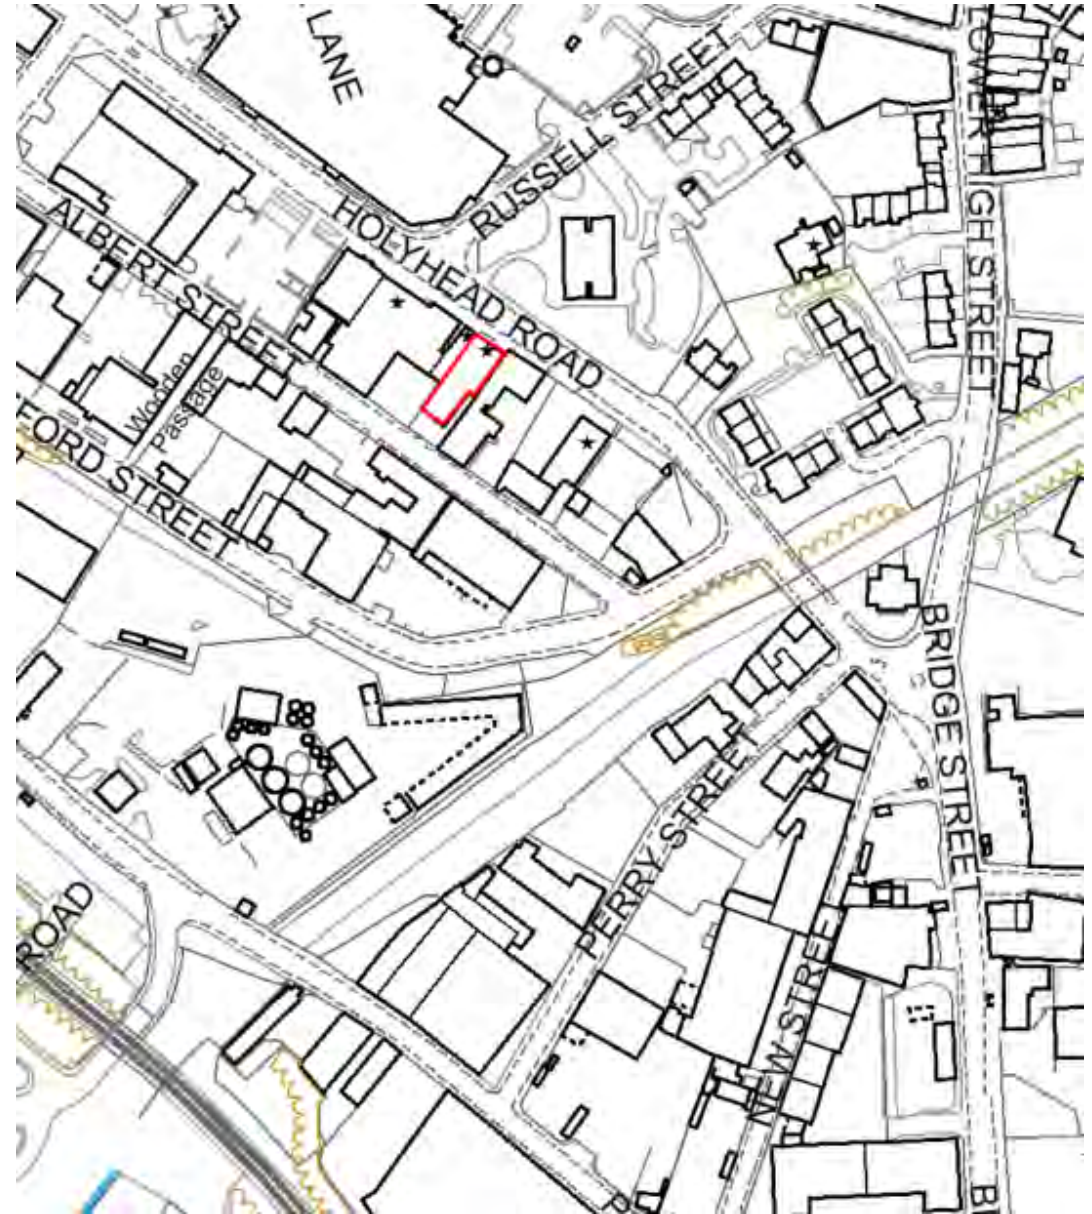 LANE
RUSSELL STREET
LOWER H
GH STREET
HOLYHEAD ROAD
ALBERT STREET
Wooden
Passage
FORD STREET
BRIDGE STREET
PERRY STREET
NEW STREET
ROAD